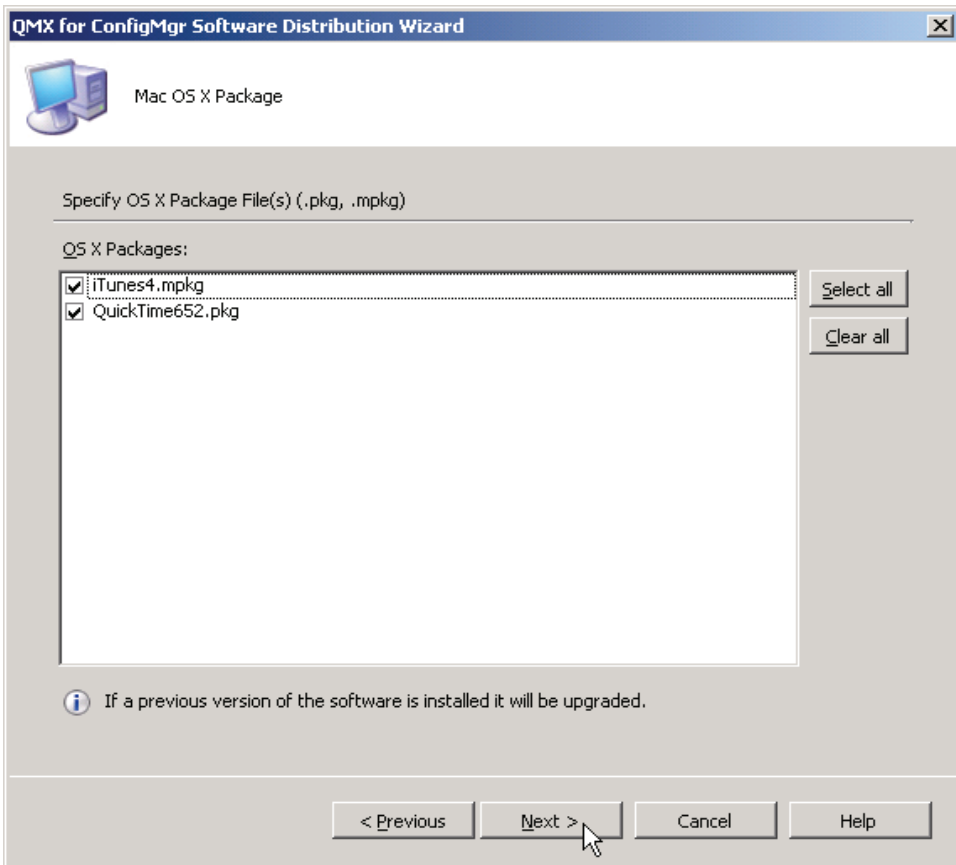 QMX for ConfigMgr Software Distribution Wizard
Mac OS X Package
Specify OS X Package File(s) (.pkg, .mpkg)
OS X Packages:
iTunes4.mpkg
Select all
QuickTime652.pkg
Clear all
If a previous version of the software is installed it will be upgraded.
< Previous Next > Cancel Help